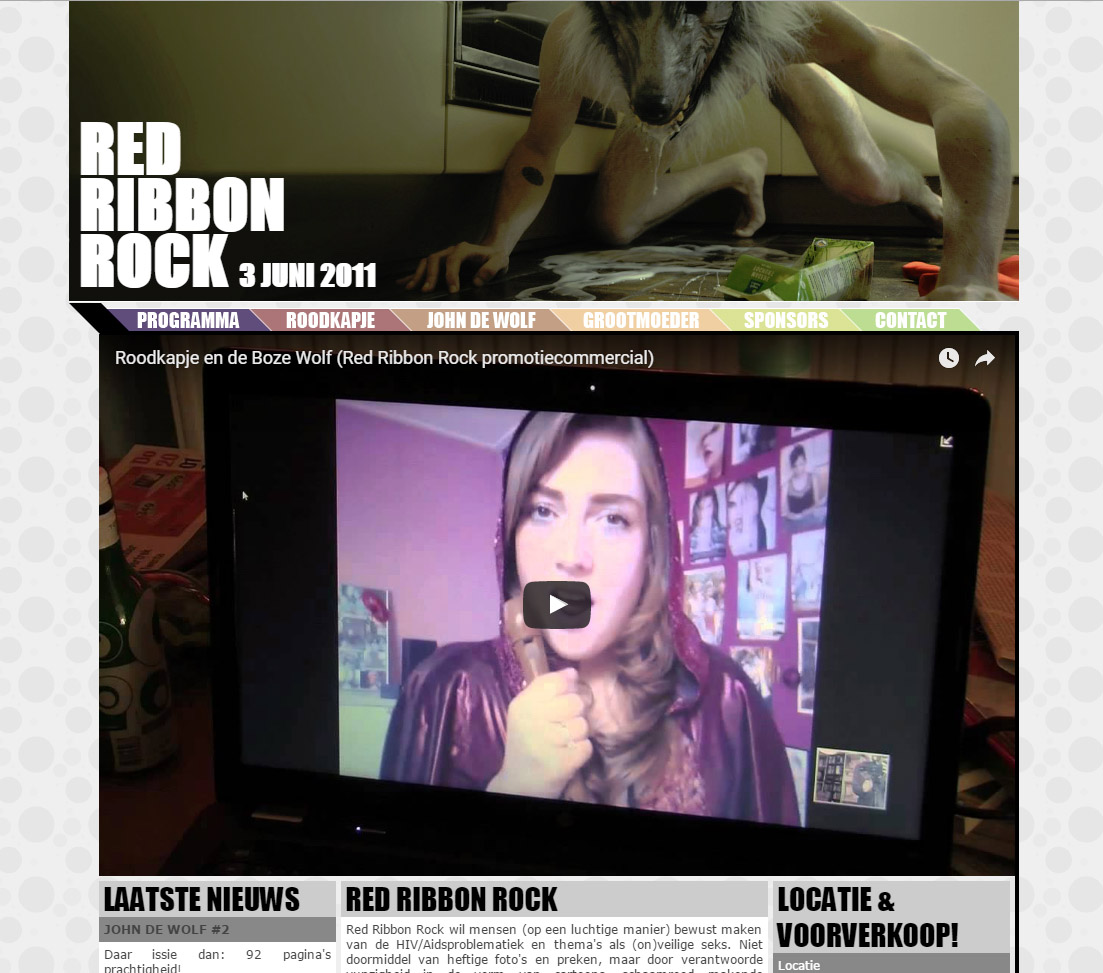 RED
RIBBON
ROCK 3 JUNI 2011
PROGRAMMA ROODKAPJE JOHN DE WOLF GROOTMOEDER SPONSORS CONTACT
Roodkapje en de Boze Wolf (Red Ribbon Rock promotiecommercial)
LAATSTE NIEUWS
JOHN DE WOLF #2
Daar issie dan: 92 pagina's
prachtigheid!
RED RIBBON ROCK
Red Ribbon Rock wil mensen (op een luchtige manier) bewust maken
van de HIV/Aidsproblematiek en thema's als (on)veilige seks. Niet
doormiddel van heftige foto's en preken, maar door verantwoorde
LOCATIE &
VOORVERKOOP!
Locatie